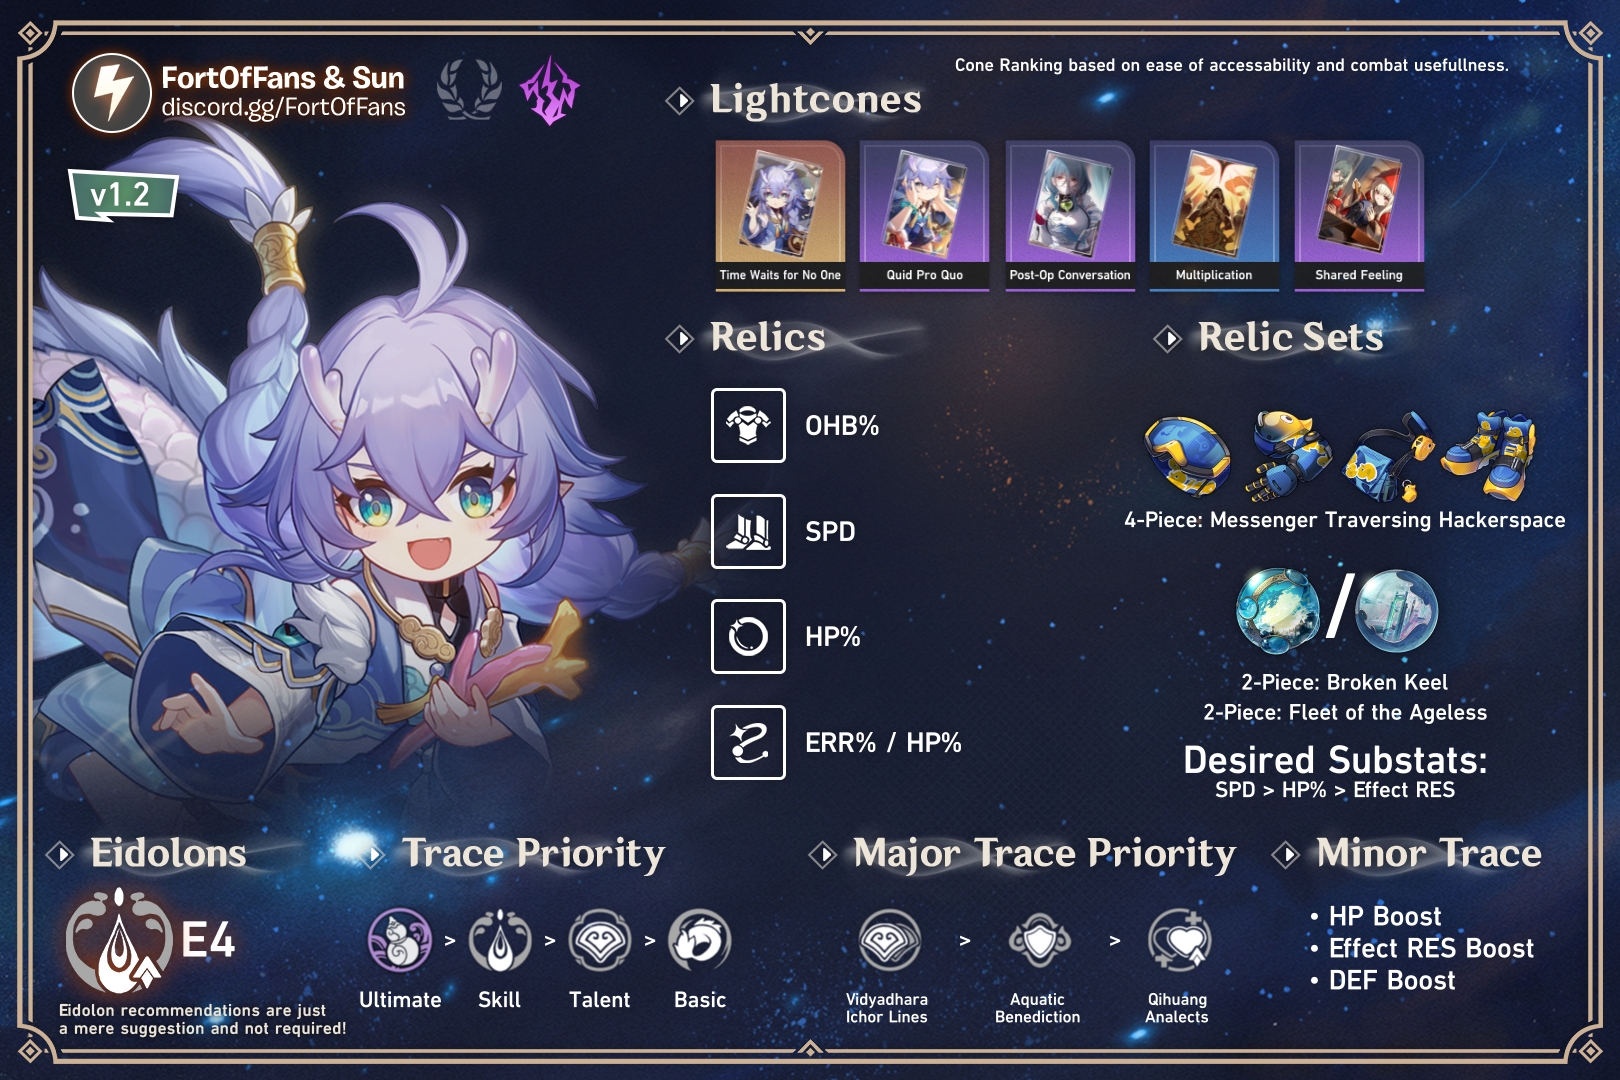 FortOfFans & Sun
discord.gg/FortOfFans
v1.2
Cone Ranking based on ease of accessability and combat usefullness.
Lightcones
Time Waits for No One
Quid Pro Quo
Post-Op Conversation
Multiplication
Shared Feeling
Relics
OHB%
SPD
HP%
ERR% / HP%
Relic Sets
4-Piece: Messenger Traversing Hackerspace
2-Piece: Broken Keel
2-Piece: Fleet of the Ageless
Desired Substats:
SPD > HP% > Effect RES
Eidolons
E4
Eidolon recommendations are just
a mere suggestion and not required!
Trace Priority
> > >
Ultimate Skill Talent Basic
Major Trace Priority
> >
Vidyadhara
Ichor Lines
Aquatic
Benediction
Qihuang
Analects
Minor Trace
• HP Boost
• Effect RES Boost
• DEF Boost